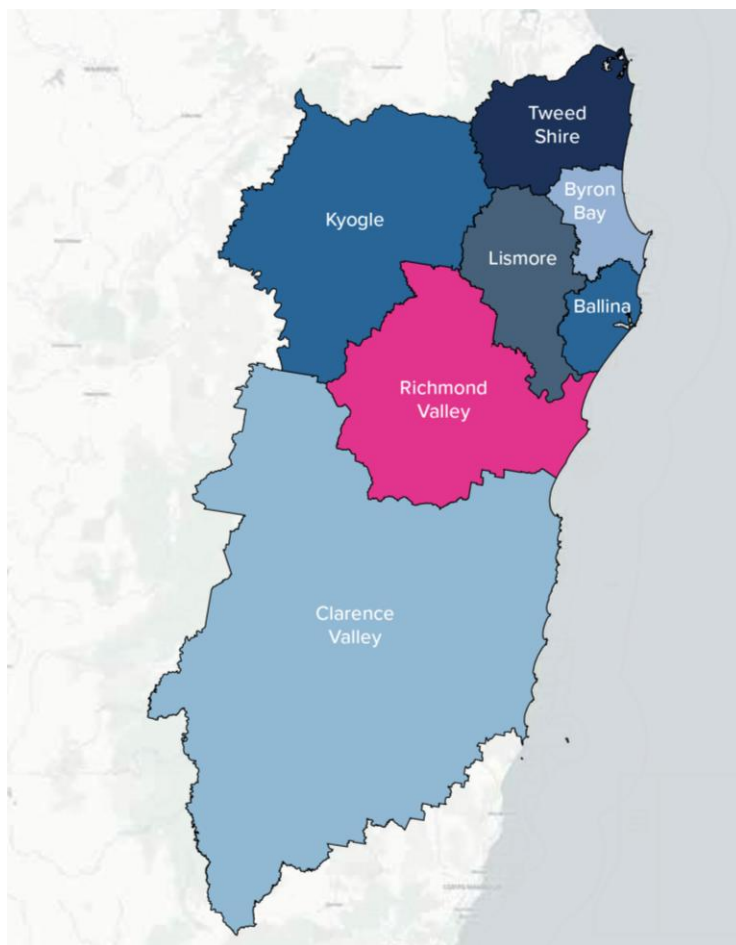 Tweed
Shire
Byron
Bay
Kyogle
Lismore
Ballina
Richmond
Valley
Clarence
Valley